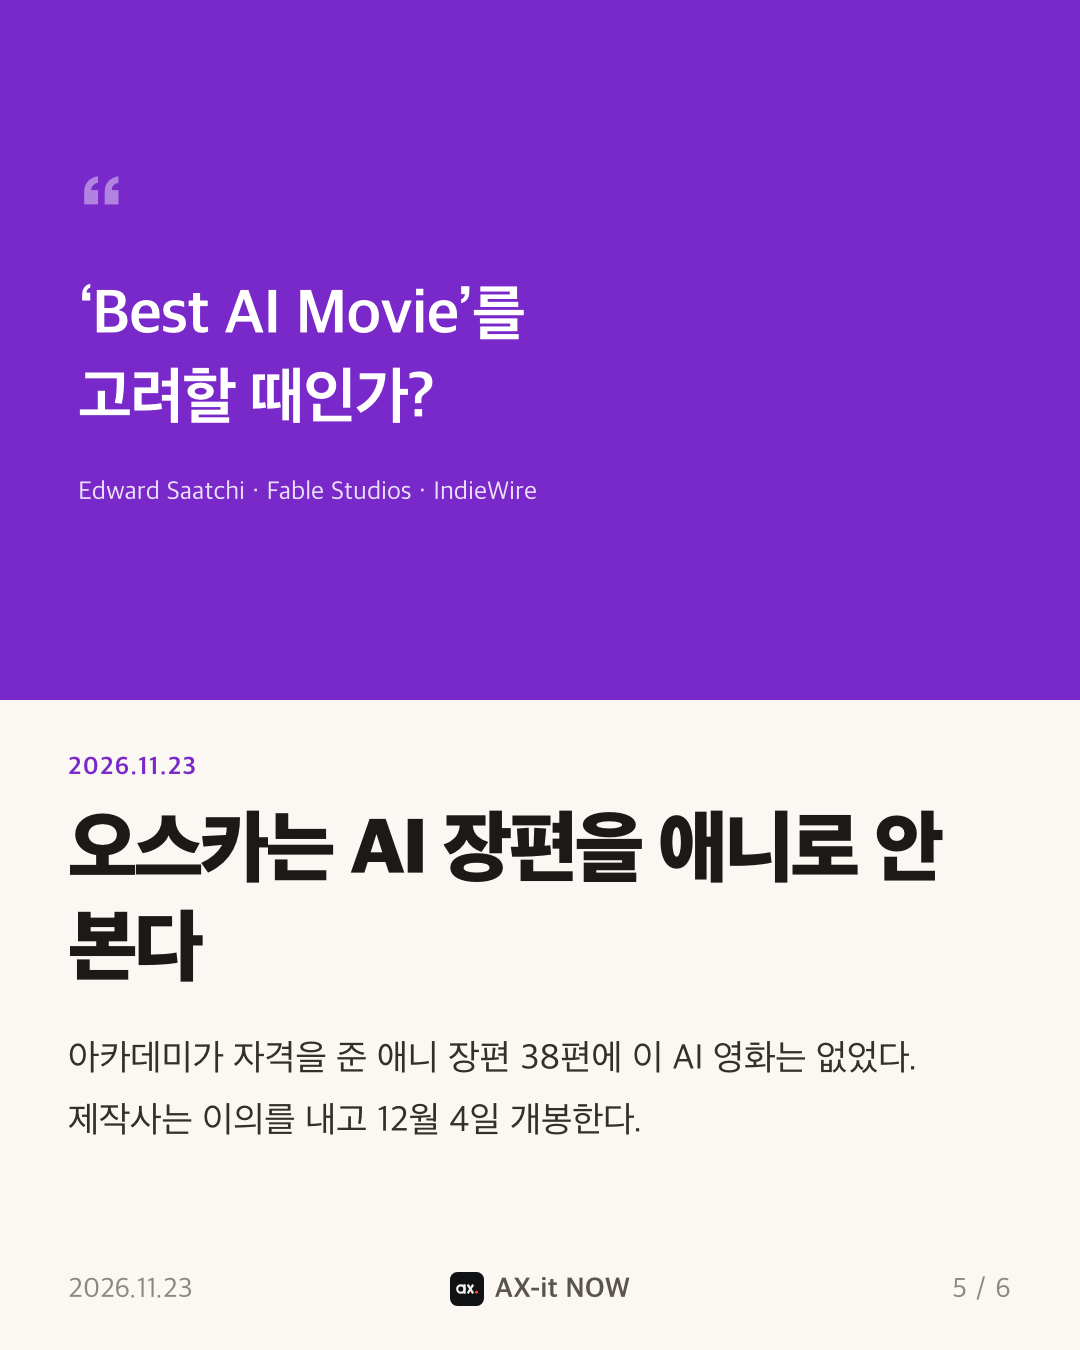 “
‘Best AI Movie’를
고려할 때인가?
Edward Saatchi · Fable Studios · IndieWire
2026.11.23
오스카는 AI 장편을 애니로 안
본다
아카데미가 자격을 준 애니 장편 38편에 이 AI 영화는 없었다.
제작사는 이의를 내고 12월 4일 개봉한다.
2026.11.23
ax. AX-it NOW
5 / 6